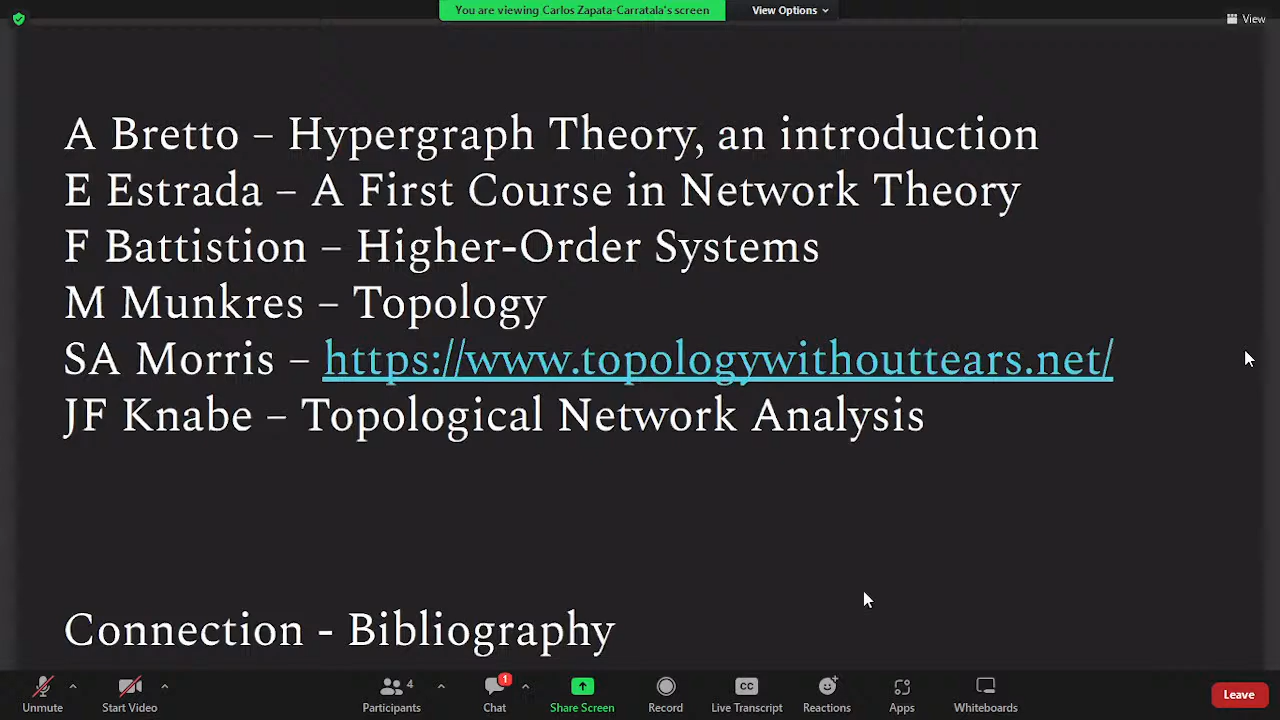 You are viewing Carlos Zapata-Carratala's screen
View Options
View
A Bretto – Hypergraph Theory, an introduction
E Estrada – A First Course in Network Theory
F Battistion – Higher-Order Systems
M Munkres – Topology
SA Morris – https://www.topologywithouttears.net/
JF Knabe – Topological Network Analysis
Connection - Bibliography
4
1
CC
Unmute
Start Video
Participants
Chat
Share Screen
Record
Live Transcript
Reactions
Apps
Whiteboards
Leave